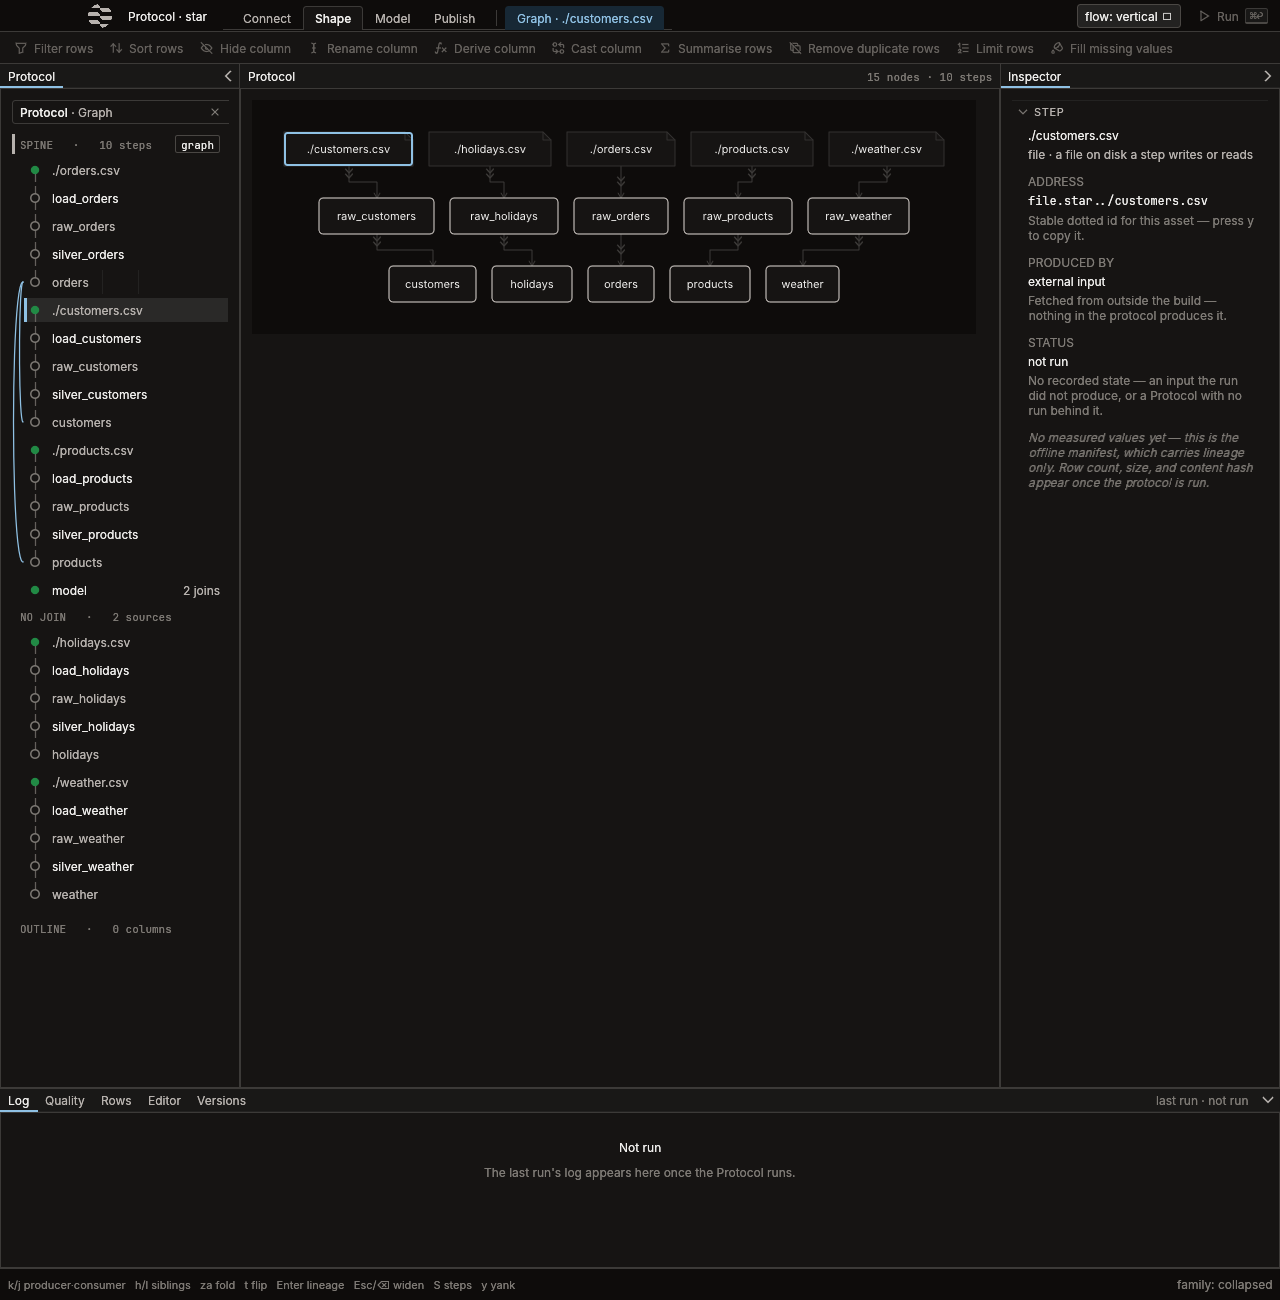 Protocol · star
Connect
Shape
Model
Publish
Graph · ./customers.csv
flow: vertical
Run
Filter rows
Sort rows
Hide column
Rename column
Derive column
Cast column
Summarise rows
Remove duplicate rows
Limit rows
Fill missing values
Protocol
Protocol
15 nodes · 10 steps
Inspector
Protocol · Graph
SPINE · 10 steps
graph
./orders.csv
load_orders
raw_orders
silver_orders
orders
./customers.csv
load_customers
raw_customers
silver_customers
customers
./products.csv
load_products
raw_products
silver_products
products
model
2 joins
NO JOIN · 2 sources
./holidays.csv
load_holidays
raw_holidays
silver_holidays
holidays
./weather.csv
load_weather
raw_weather
silver_weather
weather
OUTLINE · 0 columns
./customers.csv
./holidays.csv
./orders.csv
./products.csv
./weather.csv
raw_customers
raw_holidays
raw_orders
raw_products
raw_weather
customers
holidays
orders
products
weather
STEP
./customers.csv
file · a file on disk a step writes or reads
ADDRESS
file.star../customers.csv
Stable dotted id for this asset — press y
to copy it.
PRODUCED BY
external input
Fetched from outside the build —
nothing in the protocol produces it.
STATUS
not run
No recorded state — an input the run
did not produce, or a Protocol with no
run behind it.
No measured values yet — this is the
offline manifest, which carries lineage
only. Row count, size, and content hash
appear once the protocol is run.
Log
Quality
Rows
Editor
Versions
last run · not run
Not run
The last run's log appears here once the Protocol runs.
k/j producer·consumer
h/l siblings
za fold
t flip
Enter lineage
Esc/⌫ widen
S steps
y yank
family: collapsed